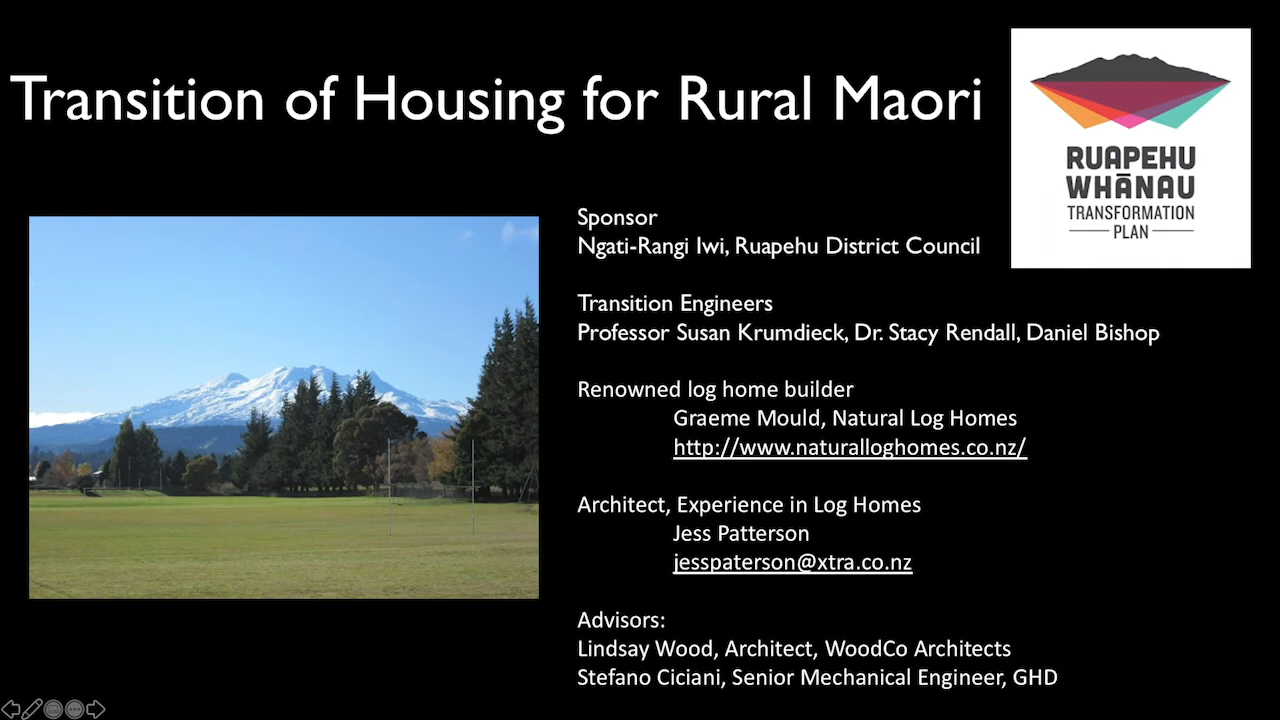 Transition of Housing for Rural Maori
RUAPEHU
WHĀNAU
TRANSFORMATION
PLAN
Sponsor
Ngati-Rangi Iwi, Ruapehu District Council
Transition Engineers
Professor Susan Krumdieck, Dr. Stacy Rendall, Daniel Bishop
Renowned log home builder
Graeme Mould, Natural Log Homes
http://www.naturalloghomes.co.nz/
Architect, Experience in Log Homes
Jess Patterson
jesspaterson@xtra.co.nz
Advisors:
Lindsay Wood, Architect, WoodCo Architects
Stefano Ciciani, Senior Mechanical Engineer, GHD